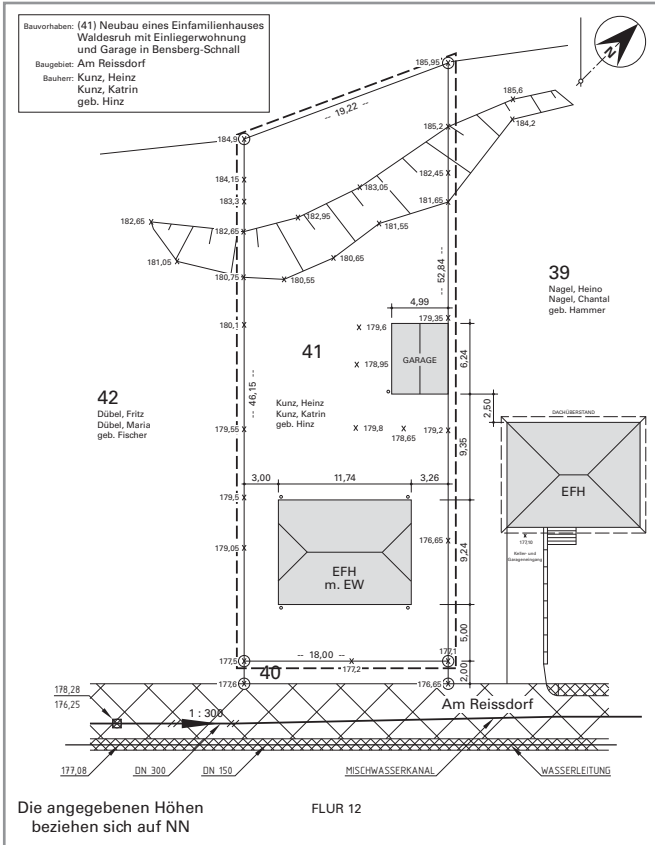 Bauvorhaben: (41) Neubau eines Einfamilienhauses
Waldesruh mit Einliegerwohnung
und Garage in Bensberg-Schnall
Baugebiet: Am Reissdorf
Bauherr: Kunz, Heinz
Kunz, Katrin
geb. Hinz
N
185,95
185,6
-- 19,22 --
184,2
185,2
184,9
184,15
182,45
183,05
183,3
181,65
182,65
182,95
182,65
181,55
181,05
180,65
180,75
180,55
-- 52,84 --
39
Nagel, Heino
Nagel, Chantal
geb. Hammer
4,99
179,35
180,1
179,6
41
GARAGE
6,24
178,95
42
Dübel, Fritz
Dübel, Maria
geb. Fischer
-- 46,15 --
Kunz, Heinz
Kunz, Katrin
geb. Hinz
2,50
DACHÜBERSTAND
179,55
179,8
178,65
179,2
9,35
3,00
11,74
3,26
EFH
179,5
179,05
176,65
177,18
Keller- und
Garageneingang
EFH
m. EW
9,24
5,00
-- 18,00 --
177,5
177,2
177,1
40
2,00
177,6
176,65
178,28
176,25
1 : 300
Am Reissdorf
177,08
DN 300
DN 150
MISCHWASSERKANAL
WASSERLEITUNG
Die angegebenen Höhen
beziehen sich auf NN
FLUR 12